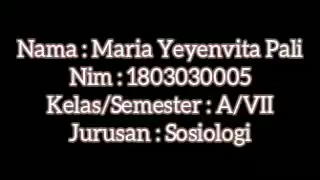 Nama : Maria Yeyenvita Pali
Nim : 1803030005
Kelas/Semester : A/VII
Jurusan : Sosiologi